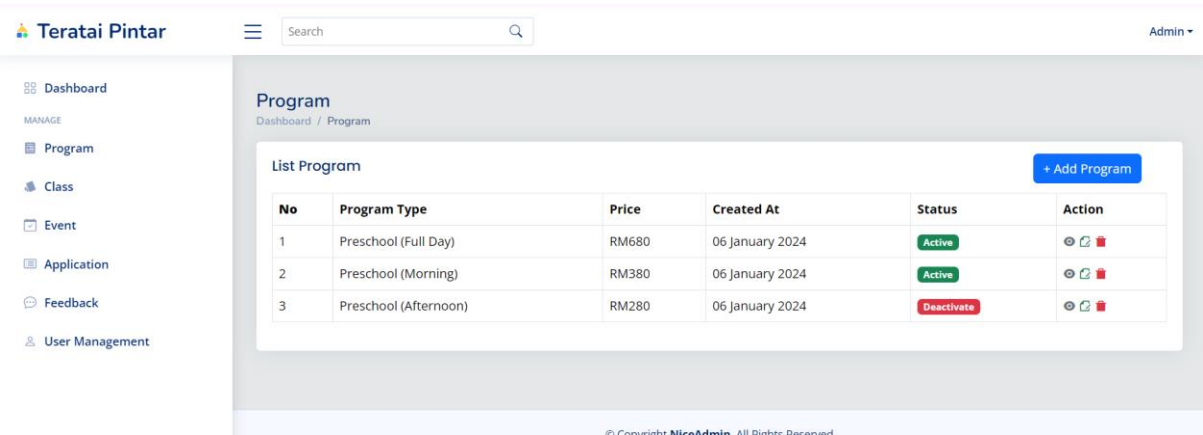 Teratai Pintar
Search
Admin
Dashboard
MANAGE
Program
Class
Event
Application
Feedback
User Management
Program
Dashboard / Program
List Program
+ Add Program
No Program Type Price Created At Status Action
1 Preschool (Full Day) RM680 06 January 2024 Active
2 Preschool (Morning) RM380 06 January 2024 Active
3 Preschool (Afternoon) RM280 06 January 2024 Deactivate
© Copyright NiceAdmin. All Rights Reserved